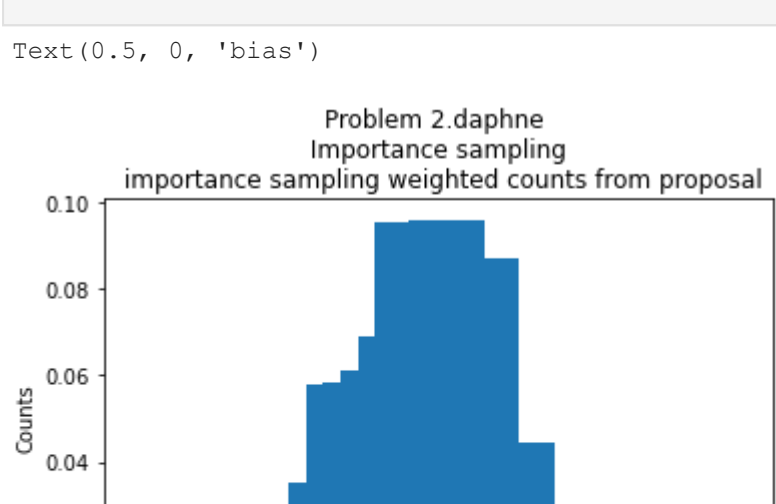 Text(0.5, 0, 'bias')
Problem 2.daphne
Importance sampling
importance sampling weighted counts from proposal
0.10
0.08
0.06
0.04
Counts